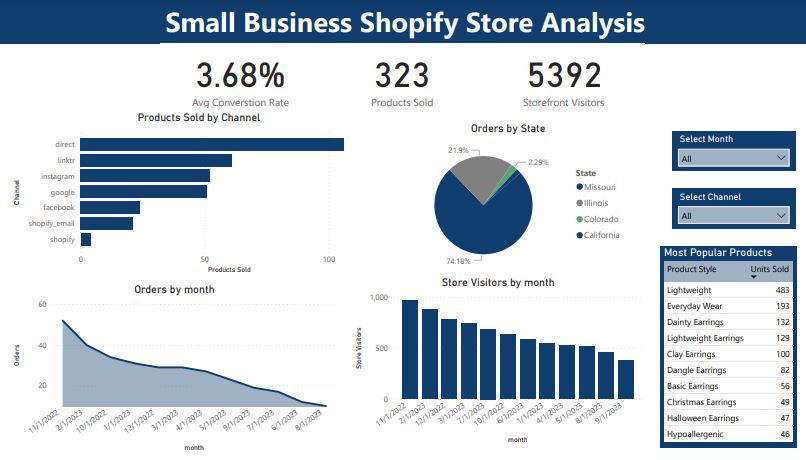 Small Business Shopify Store Analysis
3.68%
Avg Converstion Rate
323
Products Sold
5392
Storefront Visitors
Products Sold by Channel
Channel
direct
linktr
instagram
google
facebook
shopify_email
shopify
0
50
100
Products Sold
Orders by State
21.9%
2.29%
74.18%
State
Missouri
Illinois
Colorado
California
Select Month
All
Select Channel
All
Orders by month
Orders
60
40
20
11/1/2022
2/1/2023
10/1/2022
1/1/2023
12/1/2022
3/1/2023
4/1/2023
5/1/2023
9/1/2023
7/1/2023
6/1/2023
8/1/2023
month
Store Visitors by month
Store Visitors
1,000
500
0
11/1/2022
2/1/2023
12/1/2022
3/1/2023
7/1/2023
10/1/2022
6/1/2023
1/1/2023
4/1/2023
5/1/2023
8/1/2023
9/1/2023
month
Most Popular Products
Product Style Units Sold
Lightweight 483
Everyday Wear 193
Dainty Earrings 132
Lightweight Earrings 129
Clay Earrings 100
Dangle Earrings 82
Basic Earrings 56
Christmas Earrings 49
Halloween Earrings 47
Hypoallergenic 46